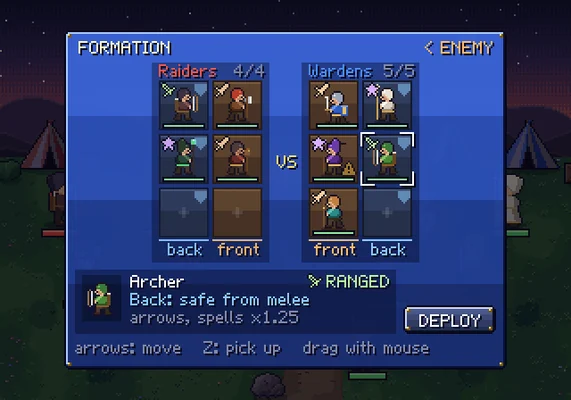 FORMATION
< ENEMY
Raiders 4/4
Wardens 5/5
VS
back front
front back
Archer
RANGED
Back: safe from melee
arrows, spells x1.25
DEPLOY
arrows: move Z: pick up drag with mouse